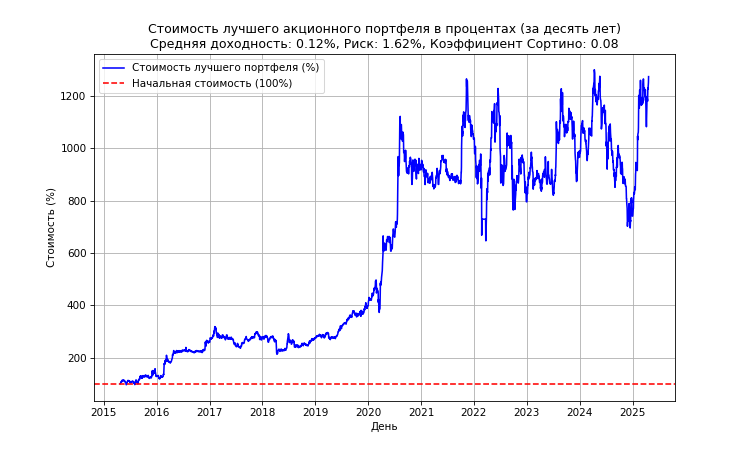 Стоимость лучшего акционного портфеля в процентах (за десять лет)
Средняя доходность: 0.12%, Риск: 1.62%, Коэффициент Сортино: 0.08
Стоимость лучшего портфеля (%)
Начальная стоимость (100%)
Стоимость (%)
1200
1000
800
600
400
200
2015 2016 2017 2018 2019 2020 2021 2022 2023 2024 2025
День